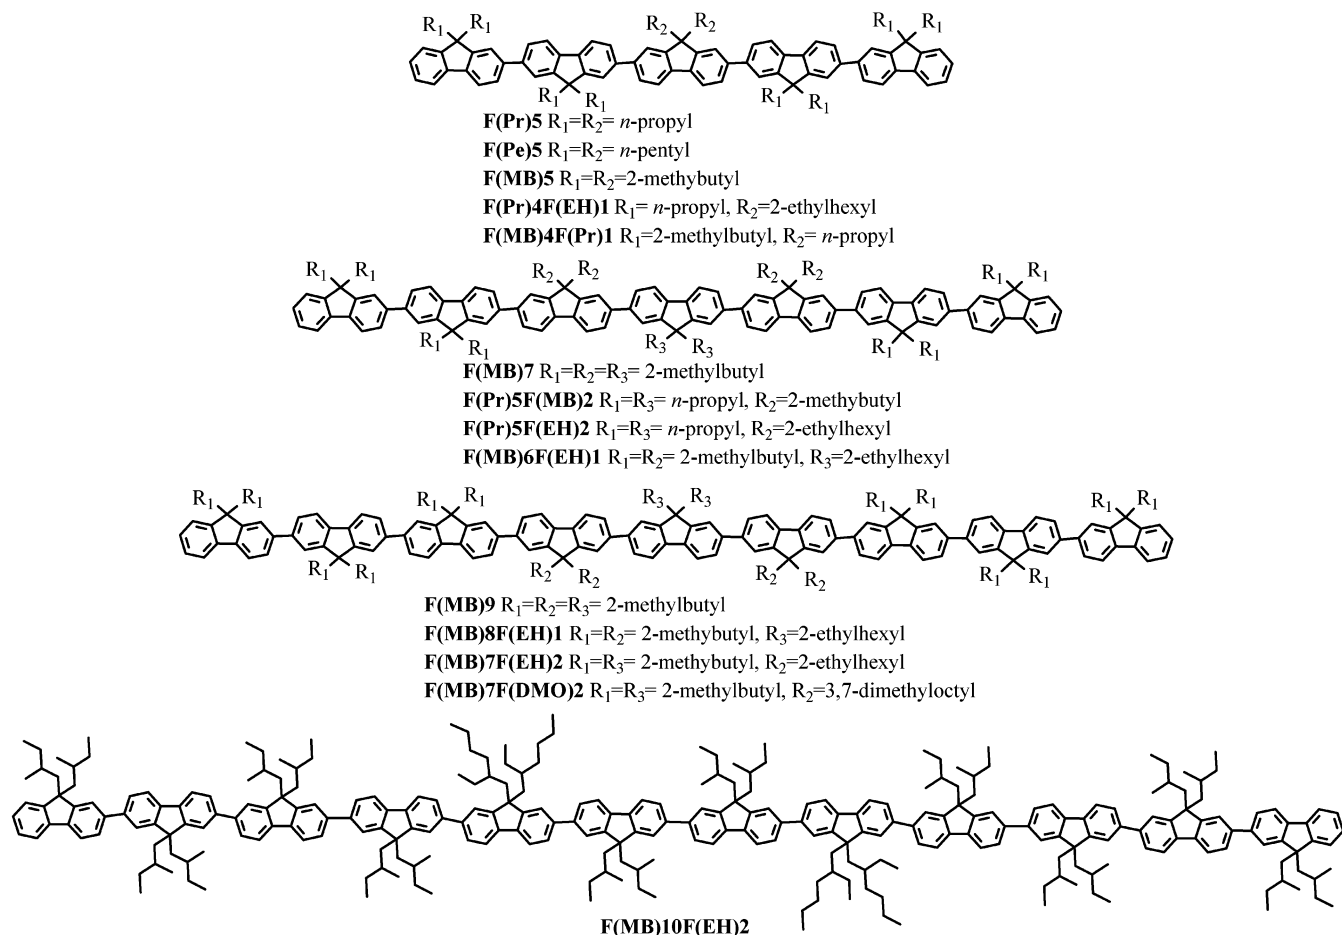 R₁ R₁ R₂ R₂ R₁ R₁
R₁ R₁ R₁ R₁
F(Pr)5 R₁=R₂= n-propyl
F(Pe)5 R₁=R₂= n-pentyl
F(MB)5 R₁=R₂=2-methybutyl
F(Pr)4F(EH)1 R₁= n-propyl, R₂=2-ethylhexyl
F(MB)4F(Pr)1 R₁=2-methylbutyl, R₂= n-propyl
R₁ R₁ R₂ R₂ R₂ R₂ R₁ R₁
R₁ R₁ R₃ R₃ R₁ R₁
F(MB)7 R₁=R₂=R₃= 2-methylbutyl
F(Pr)5F(MB)2 R₁=R₃= n-propyl, R₂=2-methybutyl
F(Pr)5F(EH)2 R₁=R₃= n-propyl, R₂=2-ethylhexyl
F(MB)6F(EH)1 R₁=R₂= 2-methylbutyl, R₃=2-ethylhexyl
R₁ R₁ R₁ R₁ R₃ R₃ R₁ R₁ R₁ R₁
R₁ R₁ R₂ R₂ R₂ R₂ R₁ R₁
F(MB)9 R₁=R₂=R₃= 2-methylbutyl
F(MB)8F(EH)1 R₁=R₂= 2-methybutyl, R₃=2-ethylhexyl
F(MB)7F(EH)2 R₁=R₃= 2-methybutyl, R₂=2-ethylhexyl
F(MB)7F(DMO)2 R₁=R₃= 2-methylbutyl, R₂=3,7-dimethyloctyl
F(MB)10F(EH)2